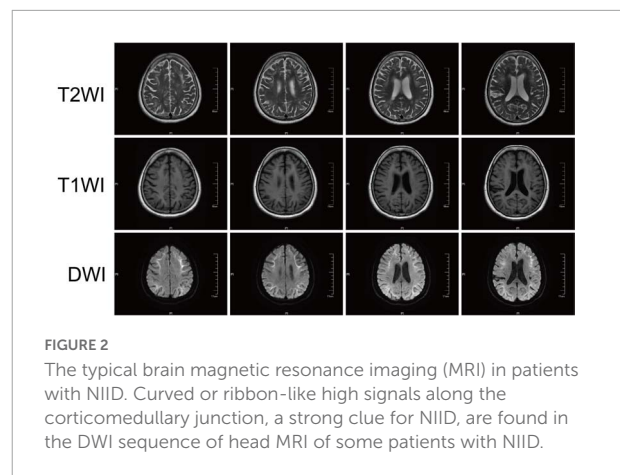 T2WI
T1WI
DWI
FIGURE 2
The typical brain magnetic resonance imaging (MRI) in patients
with NIID. Curved or ribbon-like high signals along the
corticomedullary junction, a strong clue for NIID, are found in
the DWI sequence of head MRI of some patients with NIID.